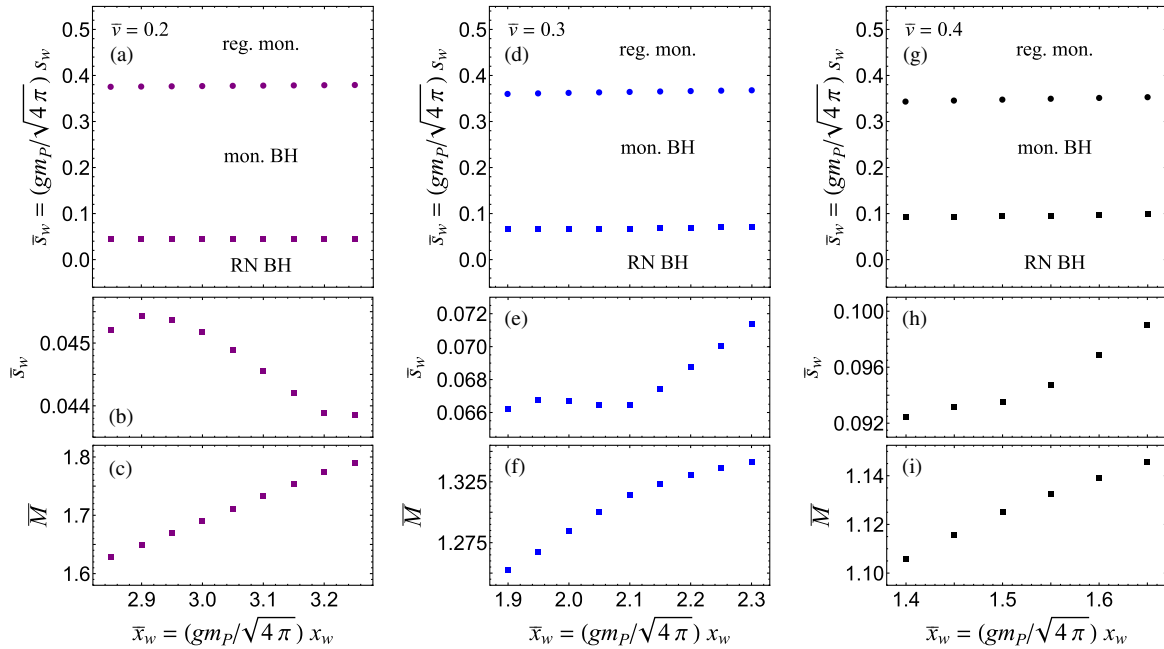 v̅ = 0.2
(a)
reg. mon.
mon. BH
RN BH
s̅_w = (gm_P/√4π) s_w
0.5
0.4
0.3
0.2
0.1
0.0
v̅ = 0.3
(d)
reg. mon.
mon. BH
RN BH
s̅_w = (gm_P/√4π) s_w
0.5
0.4
0.3
0.2
0.1
0.0
v̅ = 0.4
(g)
reg. mon.
mon. BH
RN BH
s̅_w = (gm_P/√4π) s_w
0.5
0.4
0.3
0.2
0.1
0.0
(b)
s̅_w
0.045
0.044
(e)
s̅_w
0.072
0.070
0.068
0.066
(h)
s̅_w
0.100
0.096
0.092
(c)
M̅
1.8
1.7
1.6
2.9 3.0 3.1 3.2
x̅_w = (gm_P/√4π) x_w
(f)
M̅
1.325
1.275
1.9 2.0 2.1 2.2 2.3
x̅_w = (gm_P/√4π) x_w
(i)
M̅
1.14
1.12
1.10
1.4 1.5 1.6
x̅_w = (gm_P/√4π) x_w